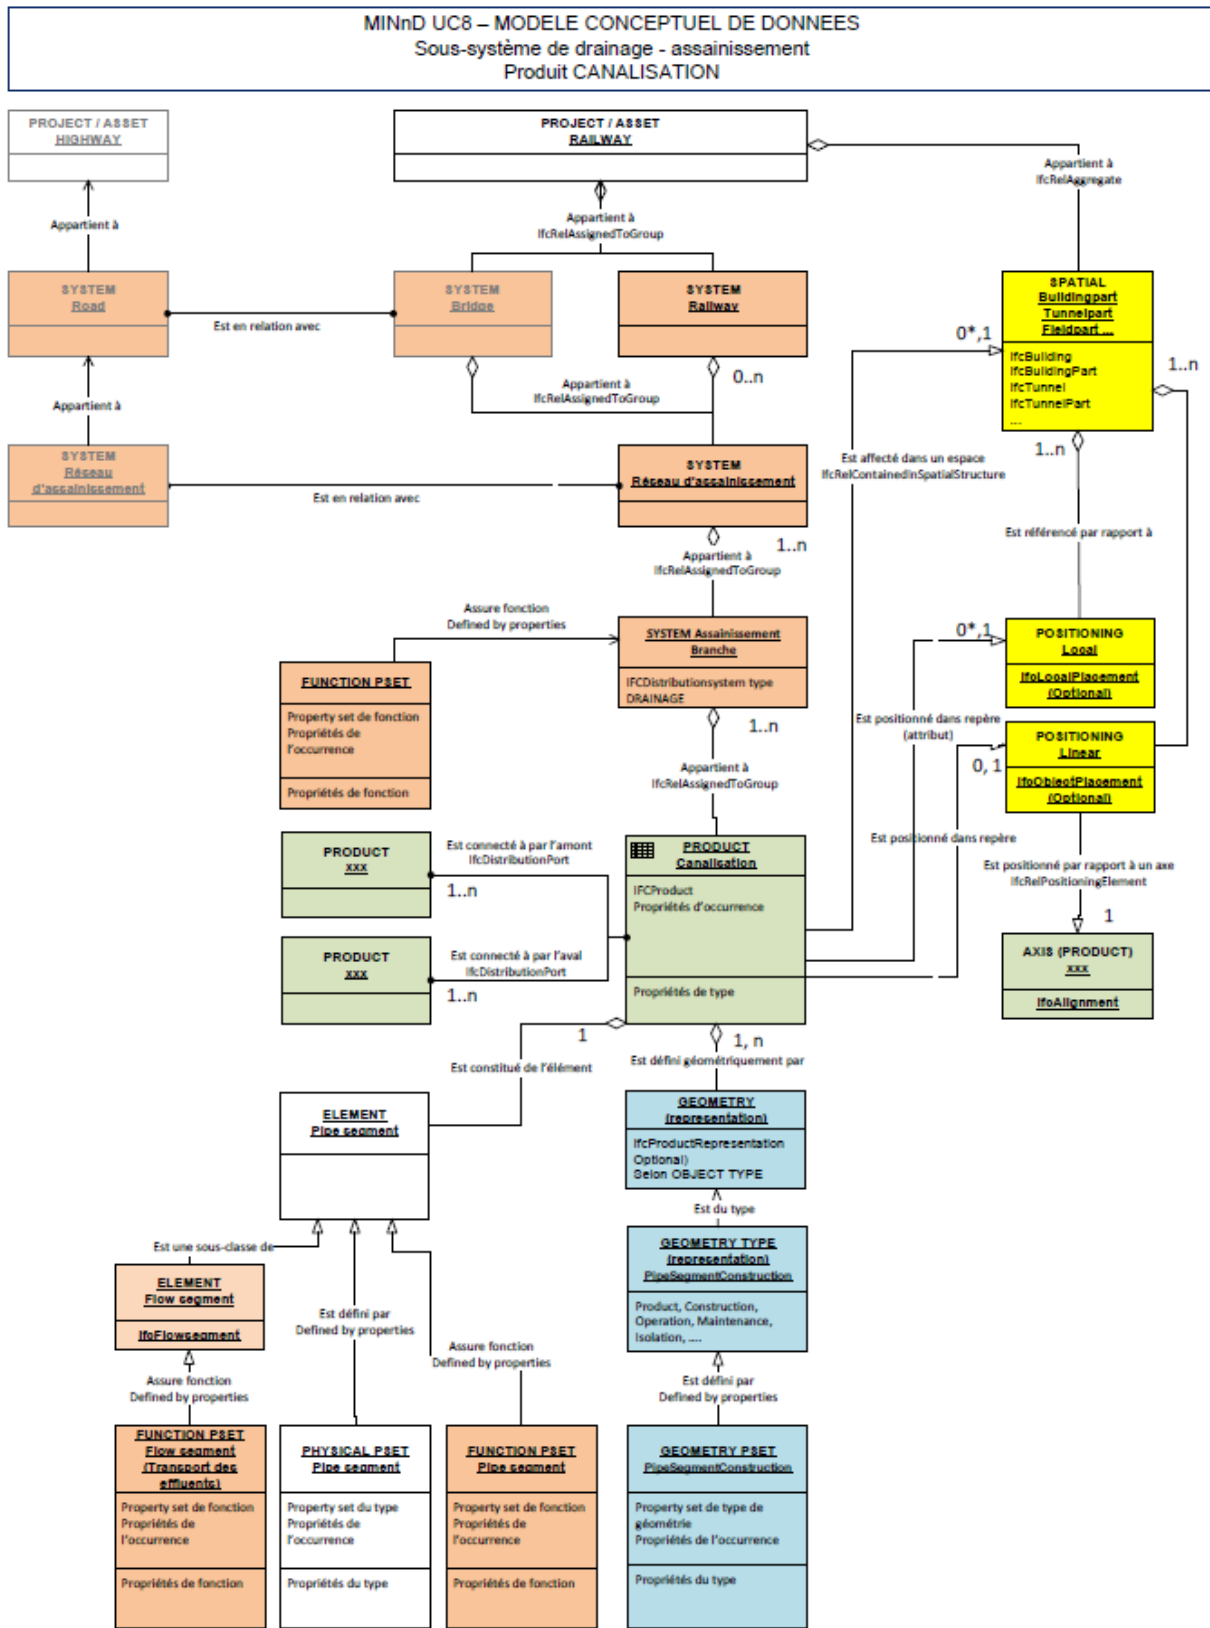 MINnD UC8 – MODELE CONCEPTUEL DE DONNEES
Sous-système de drainage - assainissement
Produit CANALISATION
PROJECT / ASSET
HIGHWAY
PROJECT / ASSET
RAILWAY
Appartient à
IfcRelAggregate
Appartient à
Appartient à
IfcRelAssignedToGroup
SYSTEM
Road
SYSTEM
Bridge
SYSTEM
Railway
SPATIAL
Buildingpart
Tunnelpart
Fieldpart ...
IfcBuilding
IfcBuildingPart
IfcTunnel
IfcTunnelPart
....
Est en relation avec
0*,1
1..n
0..n
Appartient à
Appartient à
IfcRelAssignedToGroup
SYSTEM
Réseau
d'assainissement
SYSTEM
Réseau d'assainissement
1..n
Est affecté dans un espace
IfcRelContainedInSpatialStructure
Est en relation avec
1..n
Appartient à
IfcRelAssignedToGroup
Est référencé par rapport à
Assure fonction
Defined by properties
SYSTEM Assainissement
Branche
IFCDistributionsystem type
DRAINAGE
0*,1
POSITIONING
Local
IfcLocalPlacement
(Optional)
FUNCTION PSET
Property set de fonction
Propriétés de
l'occurrence
Propriétés de fonction
1..n
Est positionné dans repère
(attribut)
POSITIONING
Linear
IfcObjectPlacement
(Optional)
0, 1
Appartient à
IfcRelAssignedToGroup
Est positionné dans repère
PRODUCT
xxx
Est connecté à par l'amont
IfcDistributionPort
1..n
PRODUCT
Canalisation
IFCProduct
Propriétés d'occurrence
Propriétés de type
Est positionné par rapport à un axe
IfcRelPositioningElement
1
PRODUCT
xxx
Est connecté à par l'aval
IfcDistributionPort
1..n
AXIS (PRODUCT)
xxx
IfcAlignment
1
1, n
Est constitué de l'élément
Est défini géométriquement par
ELEMENT
Pipe segment
GEOMETRY
(representation)
IfcProductRepresentation
Optional)
Selon OBJECT TYPE
Est du type
Est une sous-classe de
ELEMENT
Flow segment
IfcFlowsegment
GEOMETRY TYPE
(representation)
PipeSegmentConstruction
Product, Construction,
Operation, Maintenance,
Isolation, ....
Est défini par
Defined by properties
Assure fonction
Defined by properties
Assure fonction
Defined by properties
Est défini par
Defined by properties
FUNCTION PSET
Flow segment
(Transport des
effluents)
Property set de fonction
Propriétés de
l'occurrence
Propriétés de fonction
PHYSICAL PSET
Pipe segment
Property set du type
Propriétés de
l'occurrence
Propriétés du type
FUNCTION PSET
Pipe segment
Property set de fonction
Propriétés de
l'occurrence
Propriétés de fonction
GEOMETRY PSET
PipeSegmentConstruction
Property set de type de
géométrie
Propriétés de l'occurrence
Propriétés du type